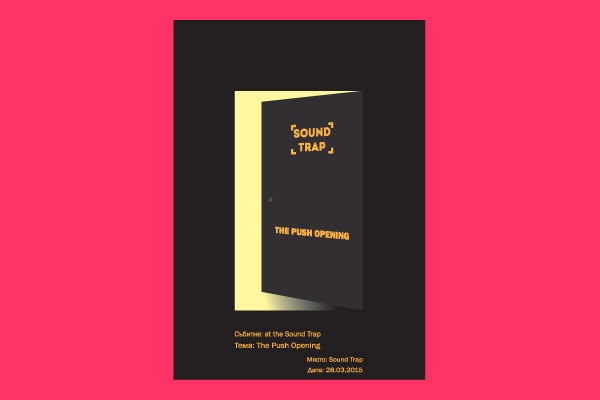 SOUND
TRAP
THE PUSH OPENING
Събитие: at the Sound Trap
Тема: The Push Opening
Място: Sound Trap
Дата: 28.03.2015